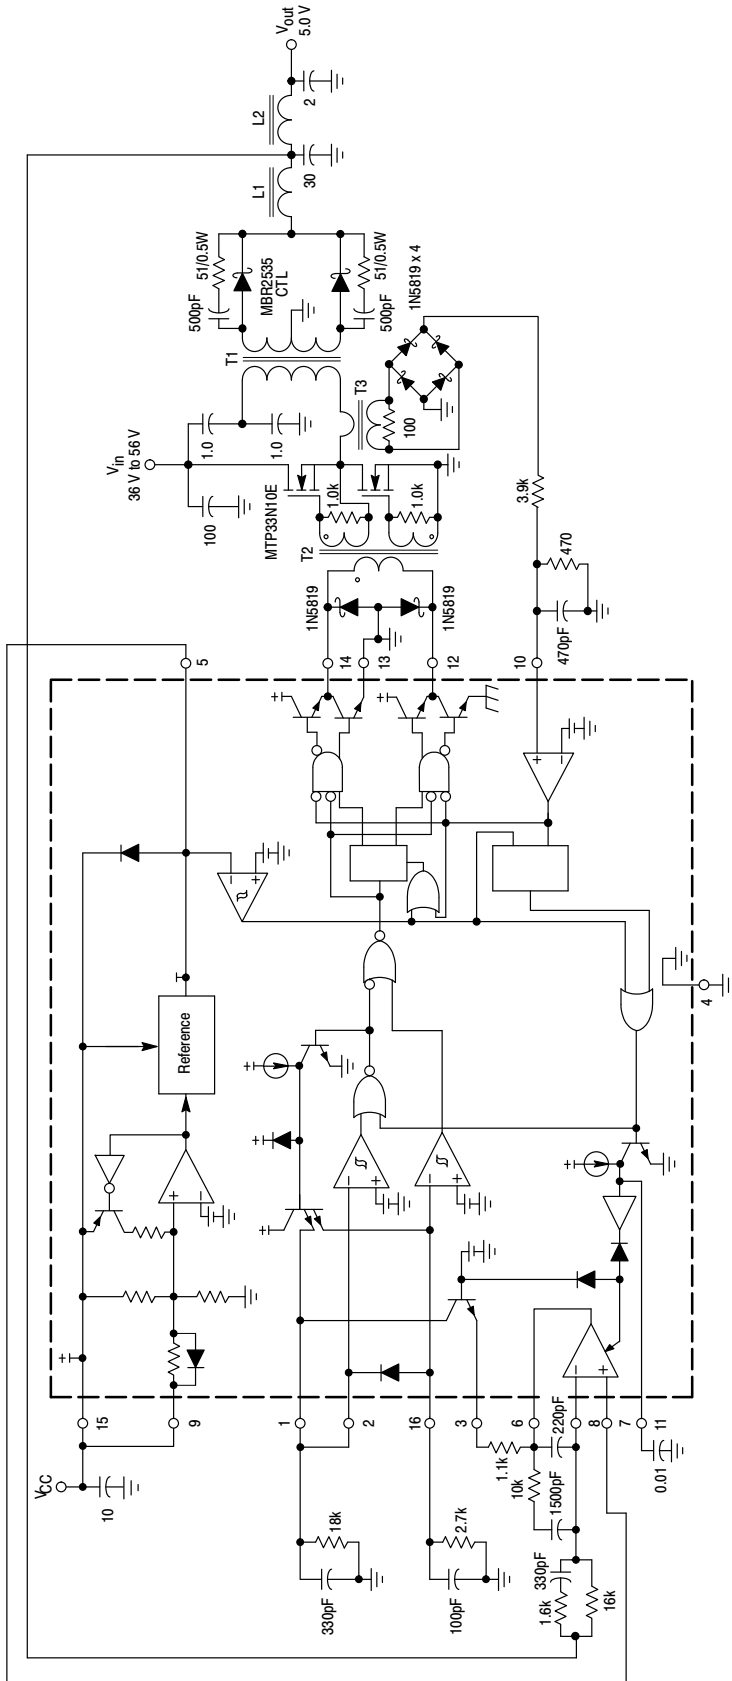 Vout
5.0 V
2
L2
30
L1
51/0.5W
500pF
MBR2535
CTL
51/0.5W
500pF
1N5819 x 4
T1
T3
100
1.0
1.0
Vin
36 V to 56 V
100
MTP33N10E
1.0k
1.0k
T2
3.9k
470
470pF
1N5819
1N5819
5
14
13
12
10
+
–
–
+
Reference
4
+
–
–
+
–
+
–
+
15
9
1
2
16
3
6
8
7
11
VCC
10
18k
330pF
2.7k
100pF
1.1k
10k
220pF
1500pF
0.01
330pF
1.6k
16k